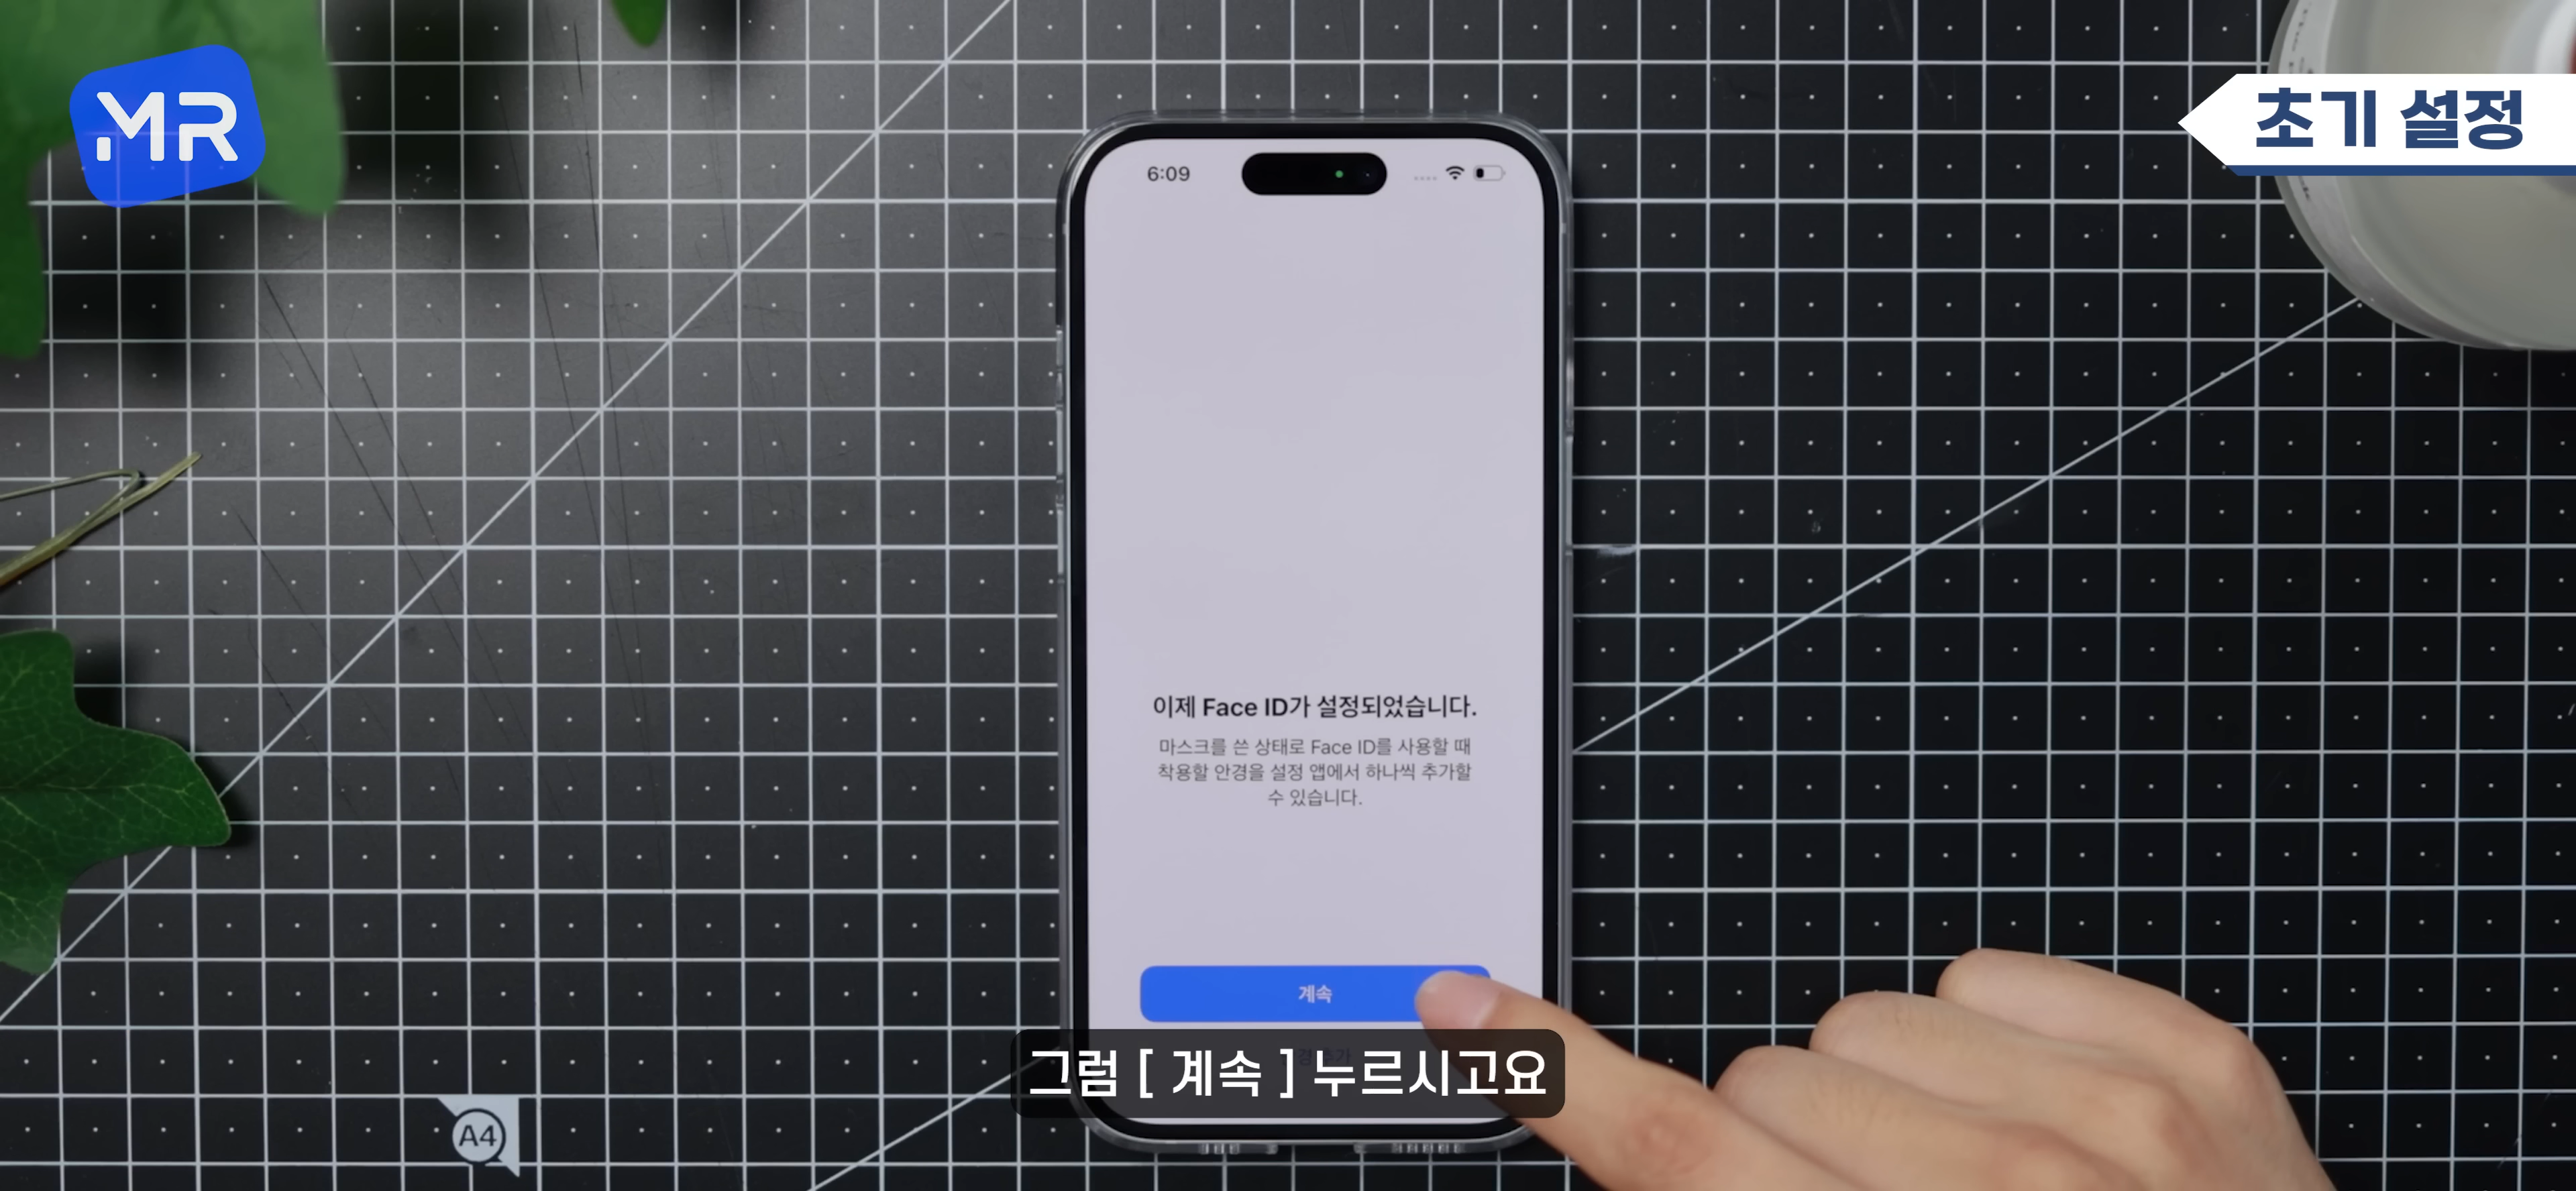 MR
초기 설정
6:09
이제 Face ID가 설정되었습니다.
마스크를 쓴 상태로 Face ID를 사용할 때
착용할 안경을 설정 앱에서 하나씩 추가할
수 있습니다.
계속
그럼 [ 계속 ] 누르시고요
A4